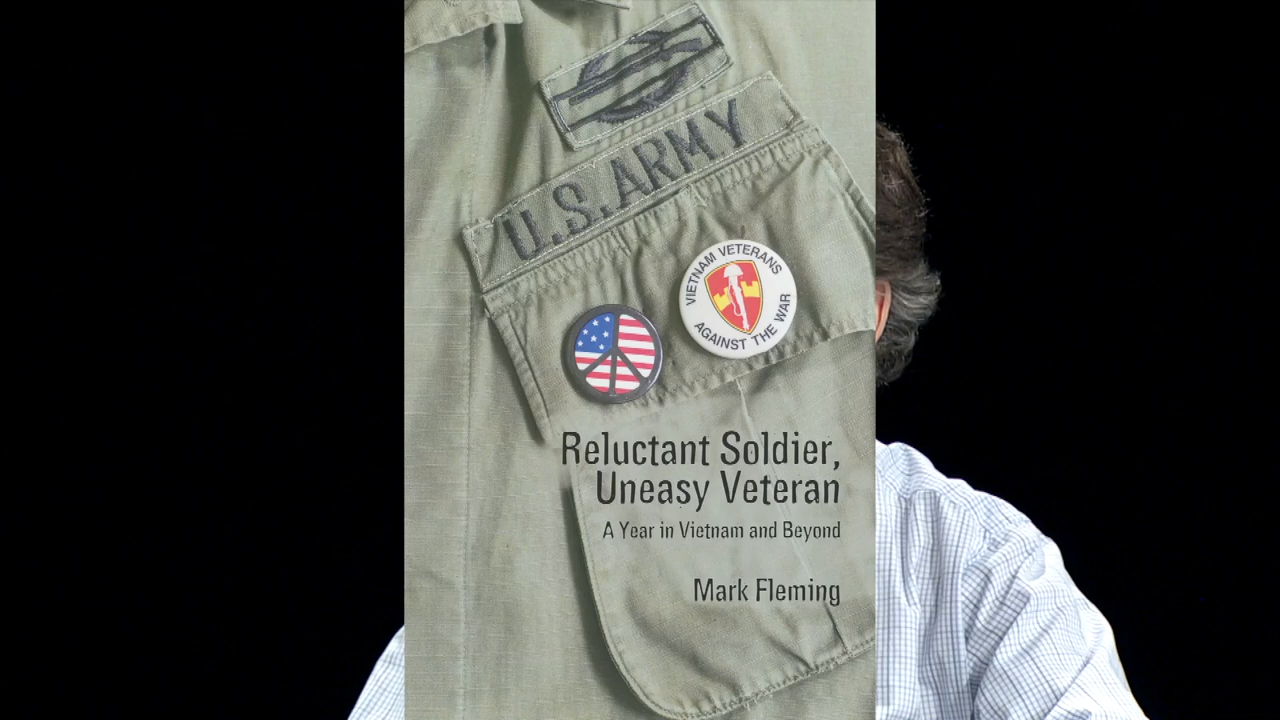 U.S. ARMY
VIETNAM VETERANS
AGAINST THE WAR
Reluctant Soldier,
Uneasy Veteran
A Year in Vietnam and Beyond
Mark Fleming